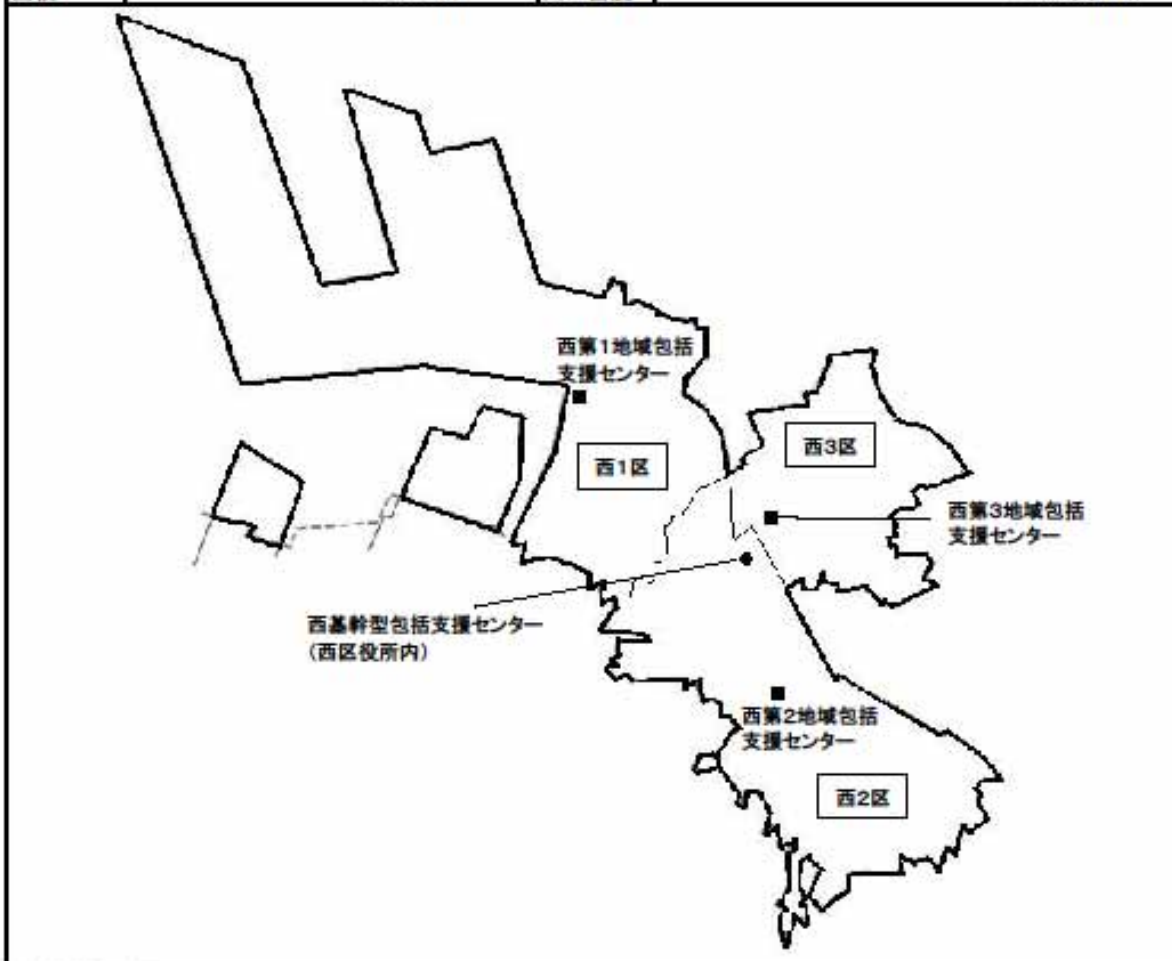 西第1地域包括
支援センター
西3区
西1区
西第3地域包括
支援センター
西基幹型包括支援センター
（西区役所内）
西第2地域包括
支援センター
西2区